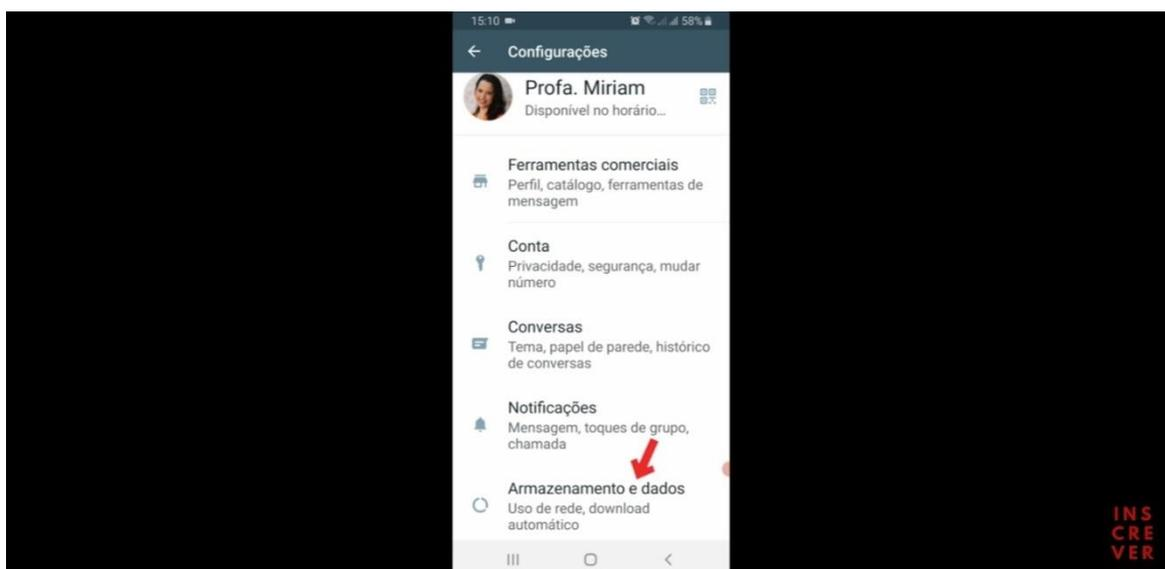 15:10
58%
Configurações
Profa. Miriam
Disponível no horário...
Ferramentas comerciais
Perfil, catálogo, ferramentas de
mensagem
Conta
Privacidade, segurança, mudar
número
Conversas
Tema, papel de parede, histórico
de conversas
Notificações
Mensagem, toques de grupo,
chamada
Armazenamento e dados
Uso de rede, download
automático
INS
CRE
VER